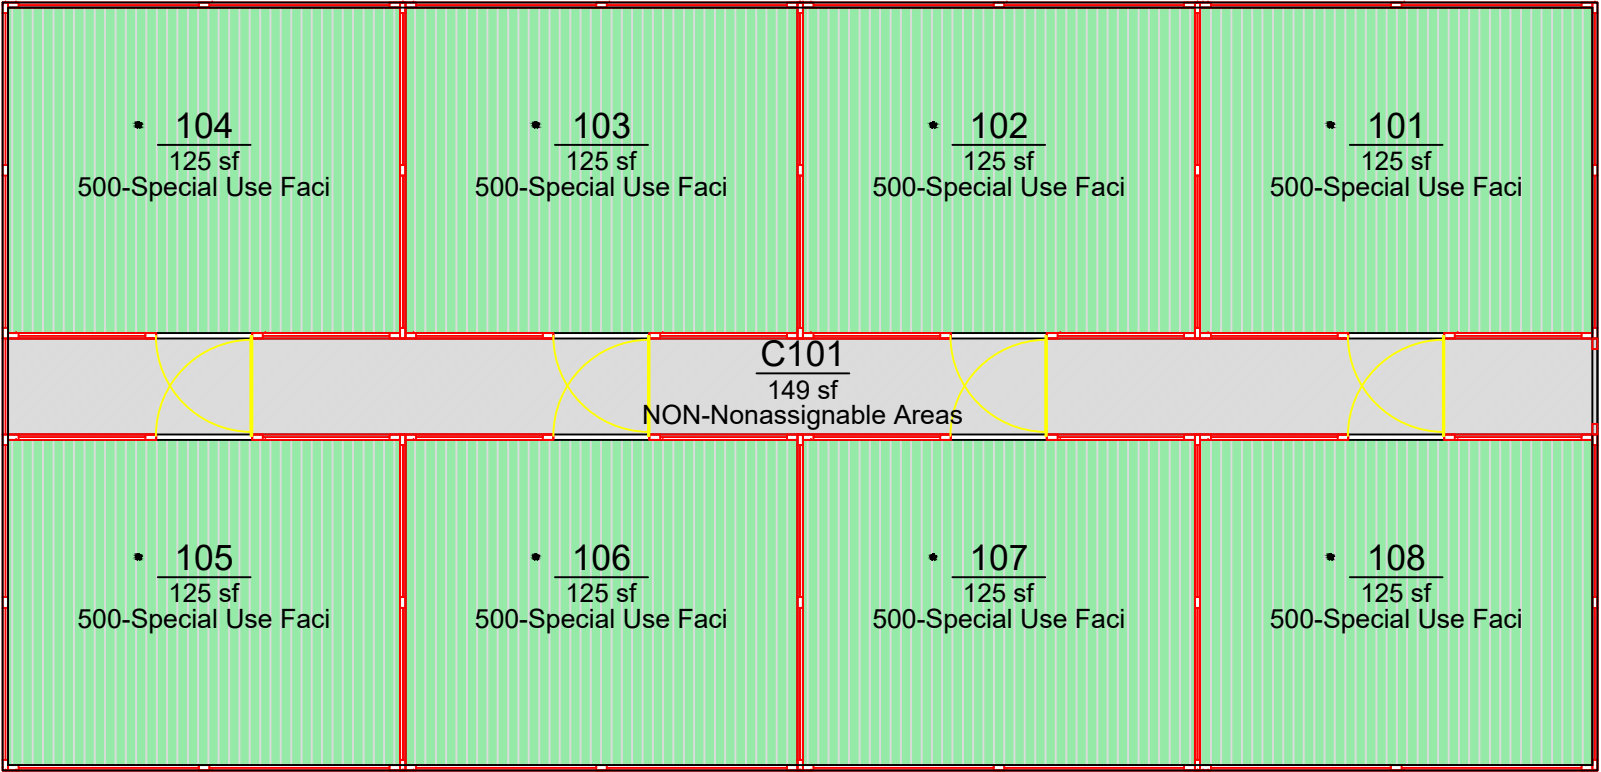 104
125 sf
500-Special Use Faci
103
125 sf
500-Special Use Faci
102
125 sf
500-Special Use Faci
101
125 sf
500-Special Use Faci
C101
149 sf
NON-Nonassignable Areas
105
125 sf
500-Special Use Faci
106
125 sf
500-Special Use Faci
107
125 sf
500-Special Use Faci
108
125 sf
500-Special Use Faci